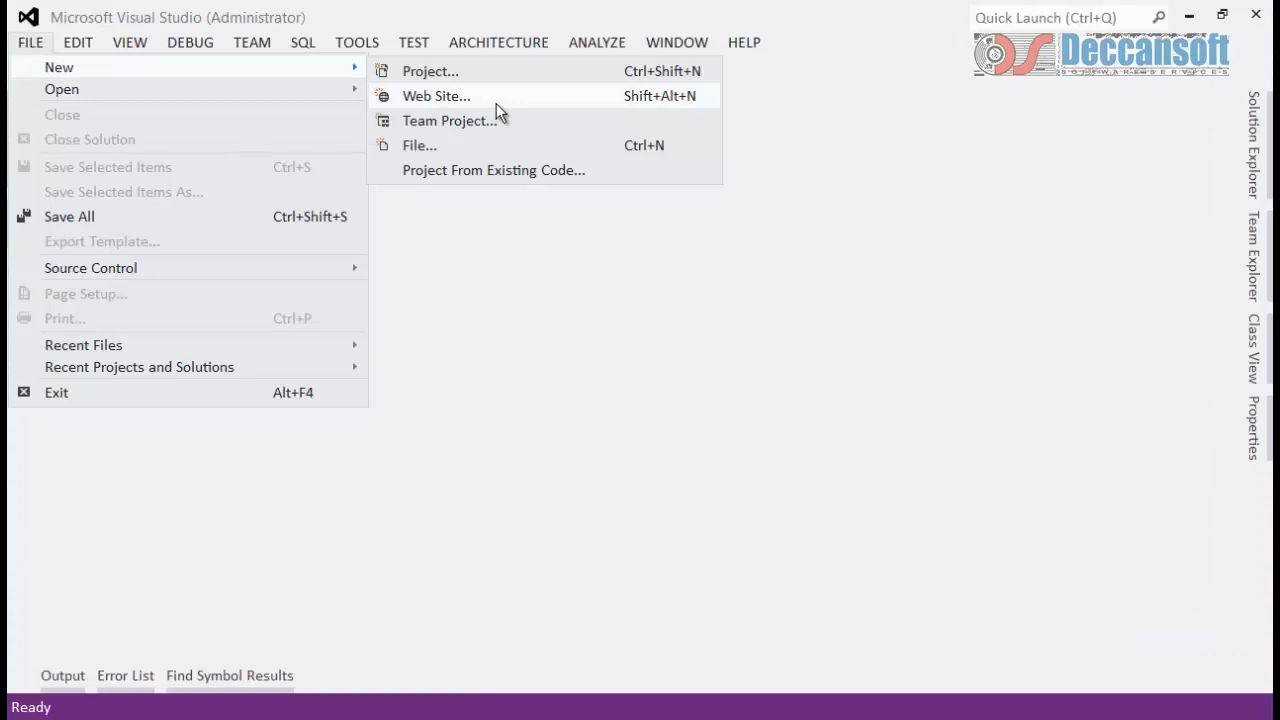 Microsoft Visual Studio (Administrator)
Quick Launch (Ctrl+Q)
FILE EDIT VIEW DEBUG TEAM SQL TOOLS TEST ARCHITECTURE ANALYZE WINDOW HELP
Deccansoft
SOFTWARE SERVICES
New
Open
Close
Close Solution
Save Selected Items Ctrl+S
Save Selected Items As...
Save All Ctrl+Shift+S
Export Template...
Source Control
Page Setup...
Print... Ctrl+P
Recent Files
Recent Projects and Solutions
Exit Alt+F4
Project... Ctrl+Shift+N
Web Site... Shift+Alt+N
Team Project...
File... Ctrl+N
Project From Existing Code...
Solution Explorer
Team Explorer
Class View
Properties
Output Error List Find Symbol Results
Ready